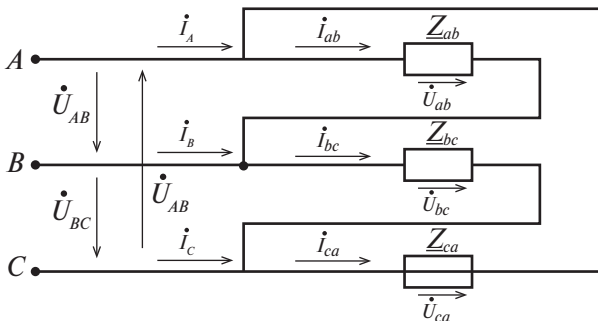 İ_A İ_ab Z_ab
A
U̇_AB U̇_ab
İ_B İ_bc Z_bc
B
U̇_BC U̇_AB U̇_bc
İ_C İ_ca Z_ca
C
U̇_ca